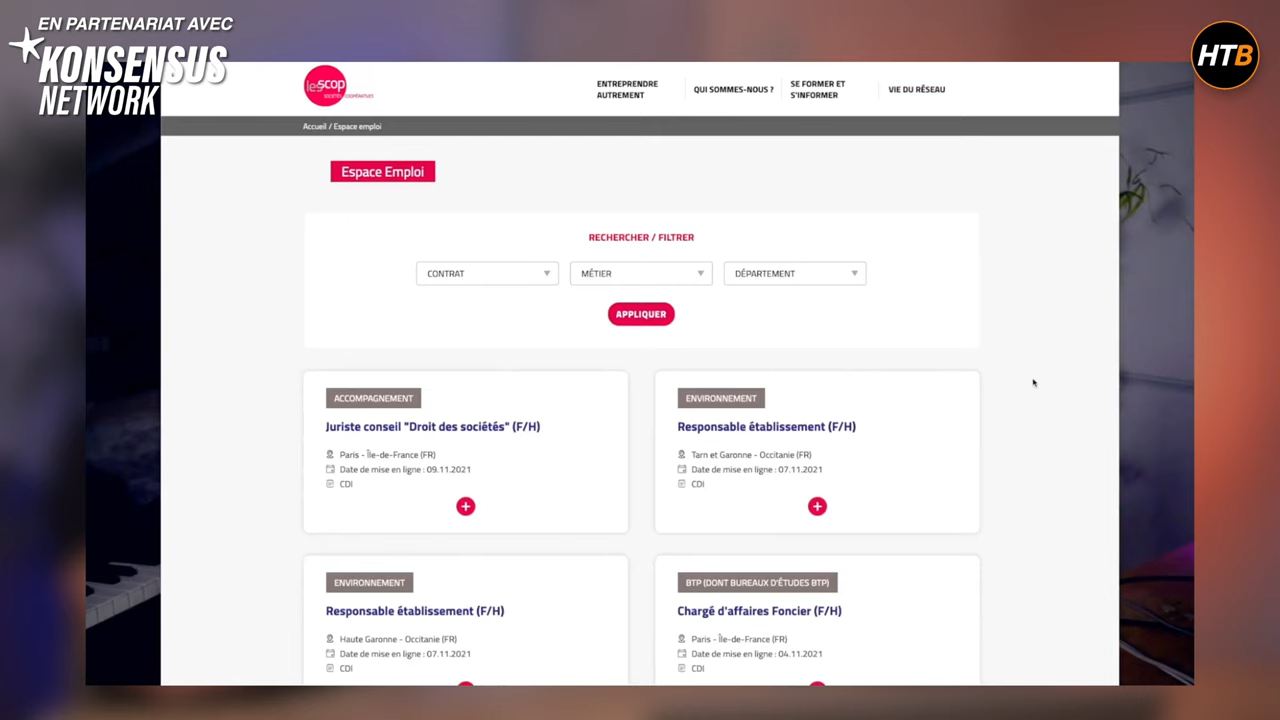 EN PARTENARIAT AVEC
KONSENSUS
NETWORK
HTB
les scop
SOCIÉTÉS COOPÉRATIVES
ENTREPRENDRE
AUTREMENT
QUI SOMMES-NOUS ?
SE FORMER ET
S'INFORMER
VIE DU RÉSEAU
Accueil / Espace emploi
Espace Emploi
RECHERCHER / FILTRER
CONTRAT
MÉTIER
DÉPARTEMENT
APPLIQUER
ACCOMPAGNEMENT
Juriste conseil "Droit des sociétés" (F/H)
Paris - Île-de-France (FR)
Date de mise en ligne : 09.11.2021
CDI
ENVIRONNEMENT
Responsable établissement (F/H)
Tarn et Garonne - Occitanie (FR)
Date de mise en ligne : 07.11.2021
CDI
ENVIRONNEMENT
Responsable établissement (F/H)
Haute Garonne - Occitanie (FR)
Date de mise en ligne : 07.11.2021
CDI
BTP (DONT BUREAUX D'ÉTUDES BTP)
Chargé d'affaires Foncier (F/H)
Paris - Île-de-France (FR)
Date de mise en ligne : 04.11.2021
CDI